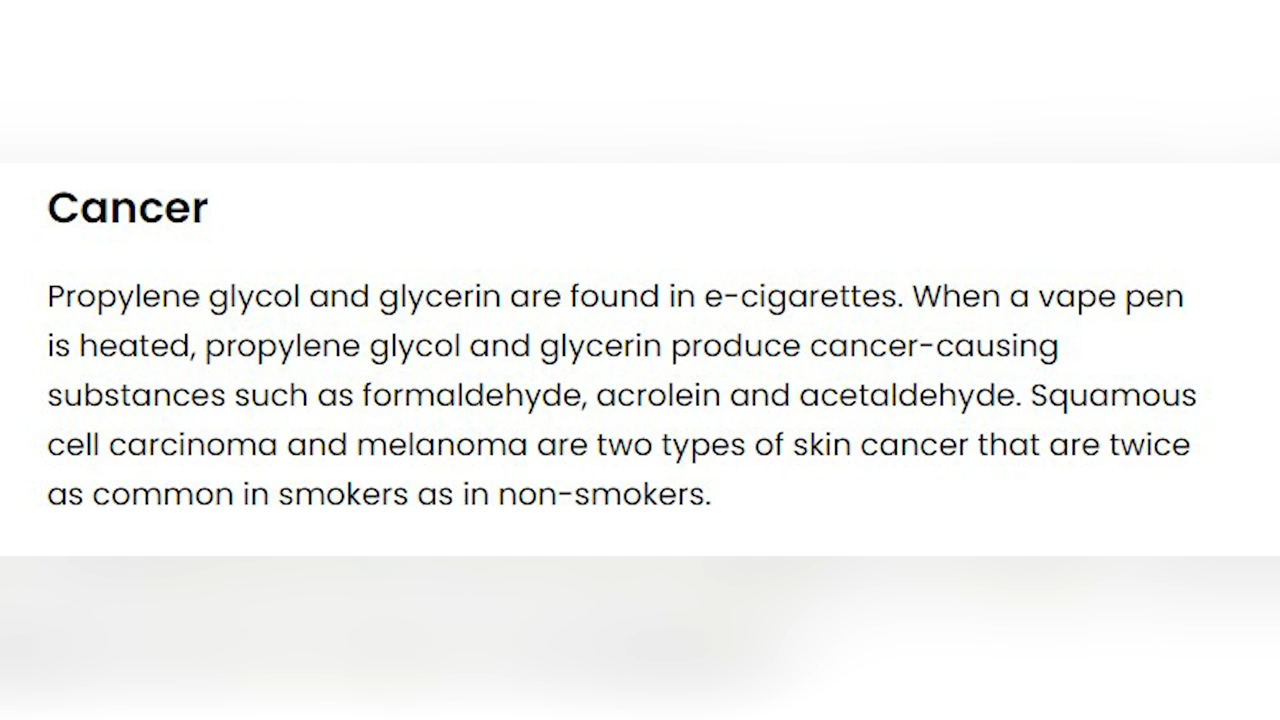 Cancer
Propylene glycol and glycerin are found in e-cigarettes. When a vape pen
is heated, propylene glycol and glycerin produce cancer-causing
substances such as formaldehyde, acrolein and acetaldehyde. Squamous
cell carcinoma and melanoma are two types of skin cancer that are twice
as common in smokers as in non-smokers.